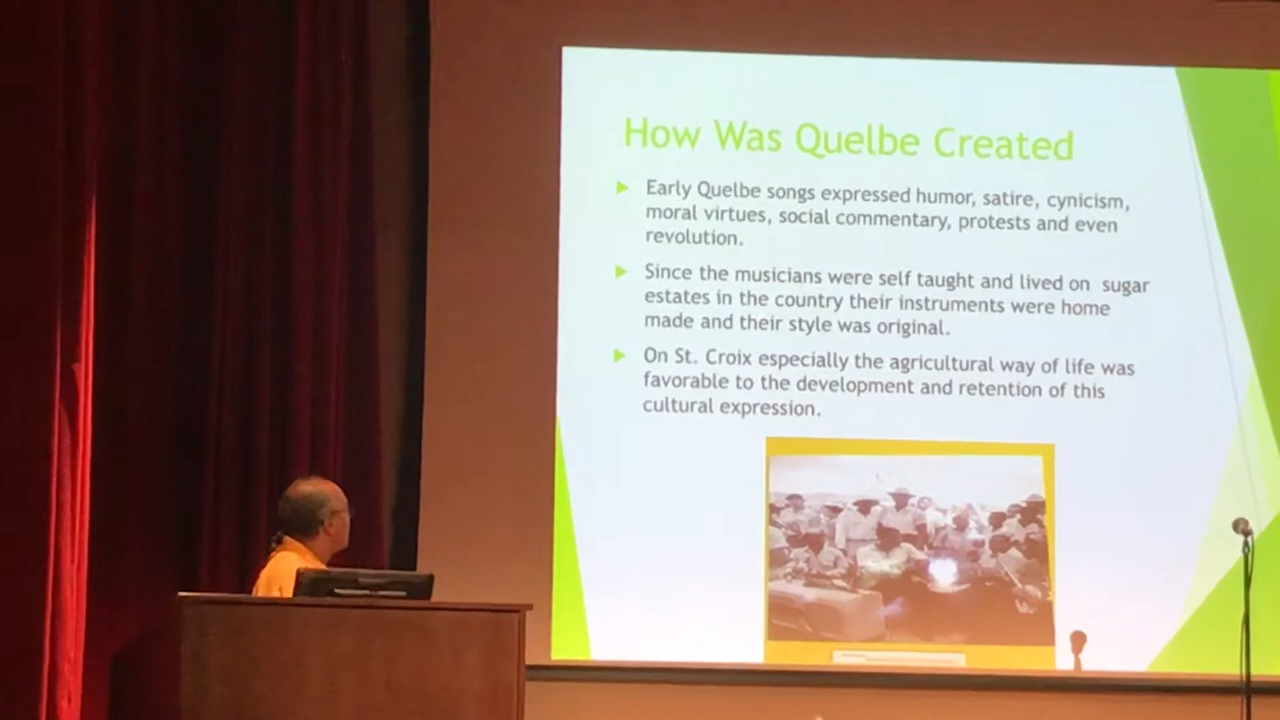 How Was Quelbe Created
Early Quelbe songs expressed humor, satire, cynicism,
moral virtues, social commentary, protests and even
revolution.
Since the musicians were self taught and lived on sugar
estates in the country their instruments were home
made and their style was original.
On St. Croix especially the agricultural way of life was
favorable to the development and retention of this
cultural expression.